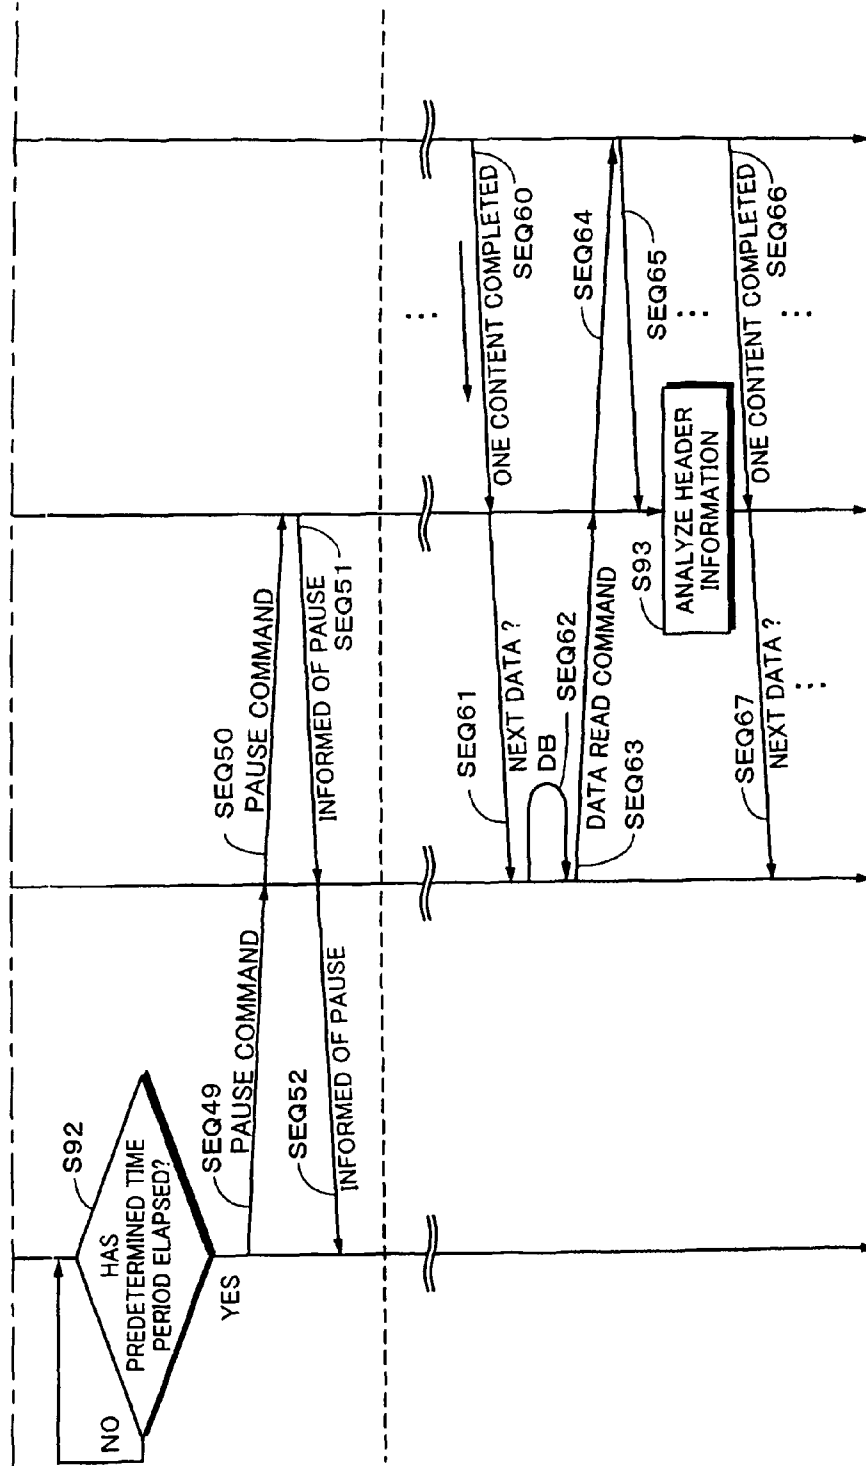 NO
HAS
PREDETERMINED TIME
PERIOD ELAPSED?
S92
YES
SEQ49
PAUSE COMMAND
SEQ50
PAUSE COMMAND
INFORMED OF PAUSE
SEQ51
SEQ52
INFORMED OF PAUSE
...
ONE CONTENT COMPLETED
SEQ60
SEQ61
NEXT DATA ?
DB
SEQ62
DATA READ COMMAND
SEQ63
SEQ64
SEQ65
...
S93
ANALYZE HEADER
INFORMATION
ONE CONTENT COMPLETED
SEQ66
...
SEQ67
NEXT DATA ?
...